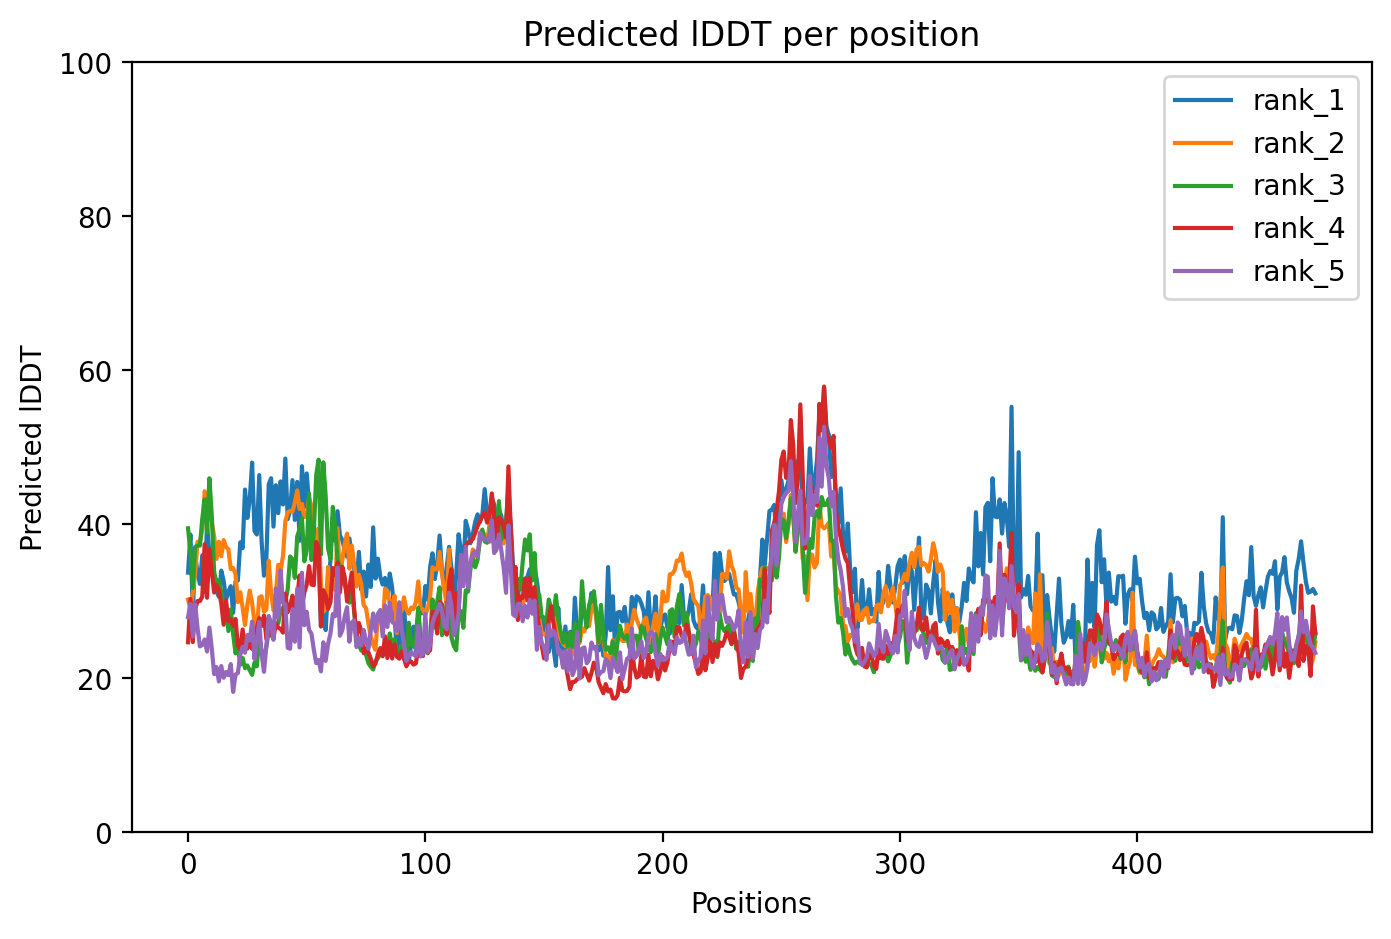 Predicted lDDT per position
100
80
60
40
20
0
Predicted lDDT
rank_1
rank_2
rank_3
rank_4
rank_5
0 100 200 300 400
Positions